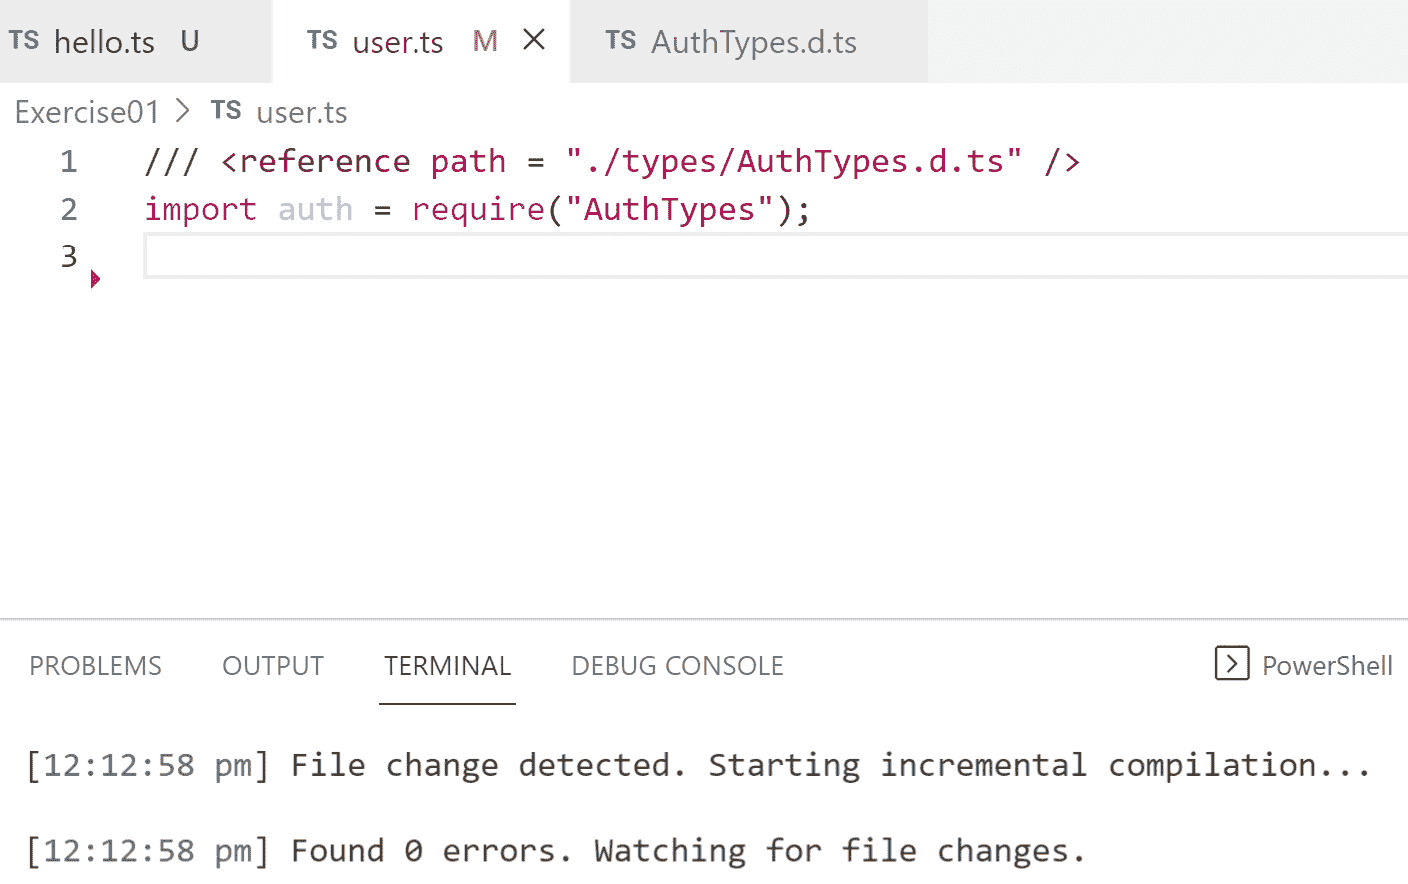 TS hello.ts U TS user.ts M TS AuthTypes.d.ts
Exercise01 > TS user.ts
1 /// <reference path = "./types/AuthTypes.d.ts" />
2 import auth = require("AuthTypes");
3
PROBLEMS OUTPUT TERMINAL DEBUG CONSOLE PowerShell
[12:12:58 pm] File change detected. Starting incremental compilation...
[12:12:58 pm] Found 0 errors. Watching for file changes.